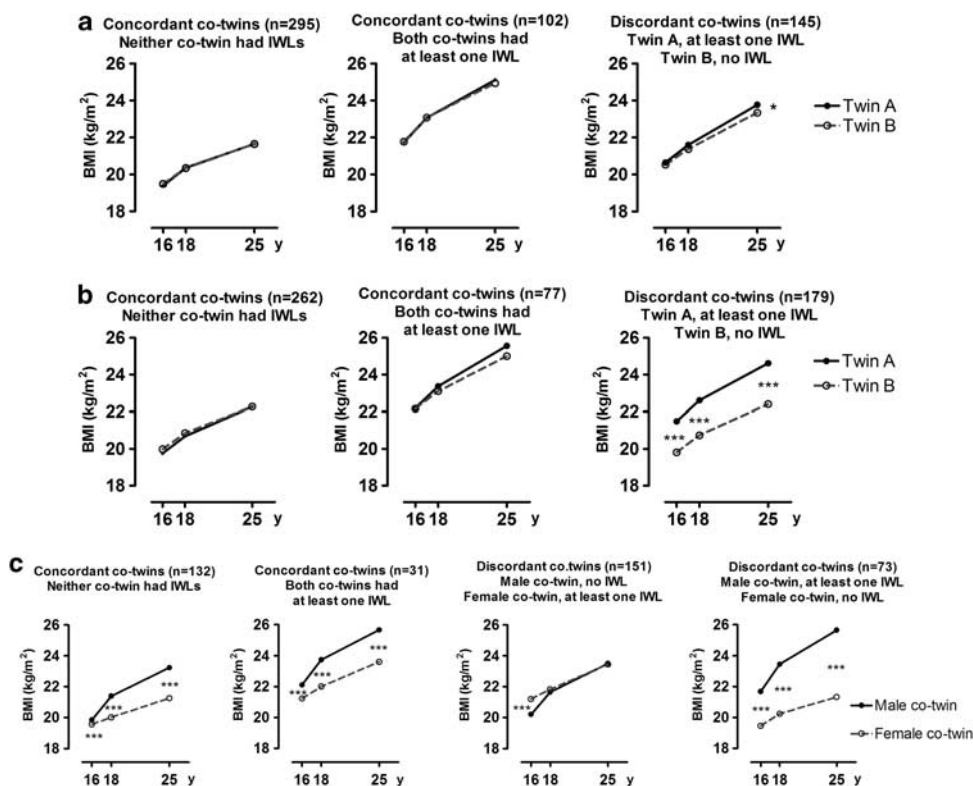 a
Concordant co-twins (n=295)
Neither co-twin had IWLs
BMI (kg/m²)
26
24
22
20
18
16 18 25 y
Concordant co-twins (n=102)
Both co-twins had
at least one IWL
BMI (kg/m²)
26
24
22
20
18
16 18 25 y
Discordant co-twins (n=145)
Twin A, at least one IWL
Twin B, no IWL
BMI (kg/m²)
26
24
22
20
18
*
16 18 25 y
Twin A
Twin B
b
Concordant co-twins (n=262)
Neither co-twin had IWLs
BMI (kg/m²)
26
24
22
20
18
16 18 25 y
Concordant co-twins (n=77)
Both co-twins had
at least one IWL
BMI (kg/m²)
26
24
22
20
18
16 18 25 y
Discordant co-twins (n=179)
Twin A, at least one IWL
Twin B, no IWL
BMI (kg/m²)
26
24
22
20
18
*** *** ***
16 18 25 y
Twin A
Twin B
c
Concordant co-twins (n=132)
Neither co-twin had IWLs
BMI (kg/m²)
26
24
22
20
18
*** *** ***
16 18 25 y
Concordant co-twins (n=31)
Both co-twins had
at least one IWL
BMI (kg/m²)
26
24
22
20
18
*** *** ***
16 18 25 y
Discordant co.twins (n=151)
Male co-twin, no IWL
Female co-twin, at least one IWL
BMI (kg/m²)
26
24
22
20
18
***
16 18 25 y
Discordant co-twins (n=73)
Male co-twin, at least one IWL
Female co-twin, no IWL
BMI (kg/m²)
26
24
22
20
18
*** *** ***
16 18 25 y
Male co-twin
Female co-twin